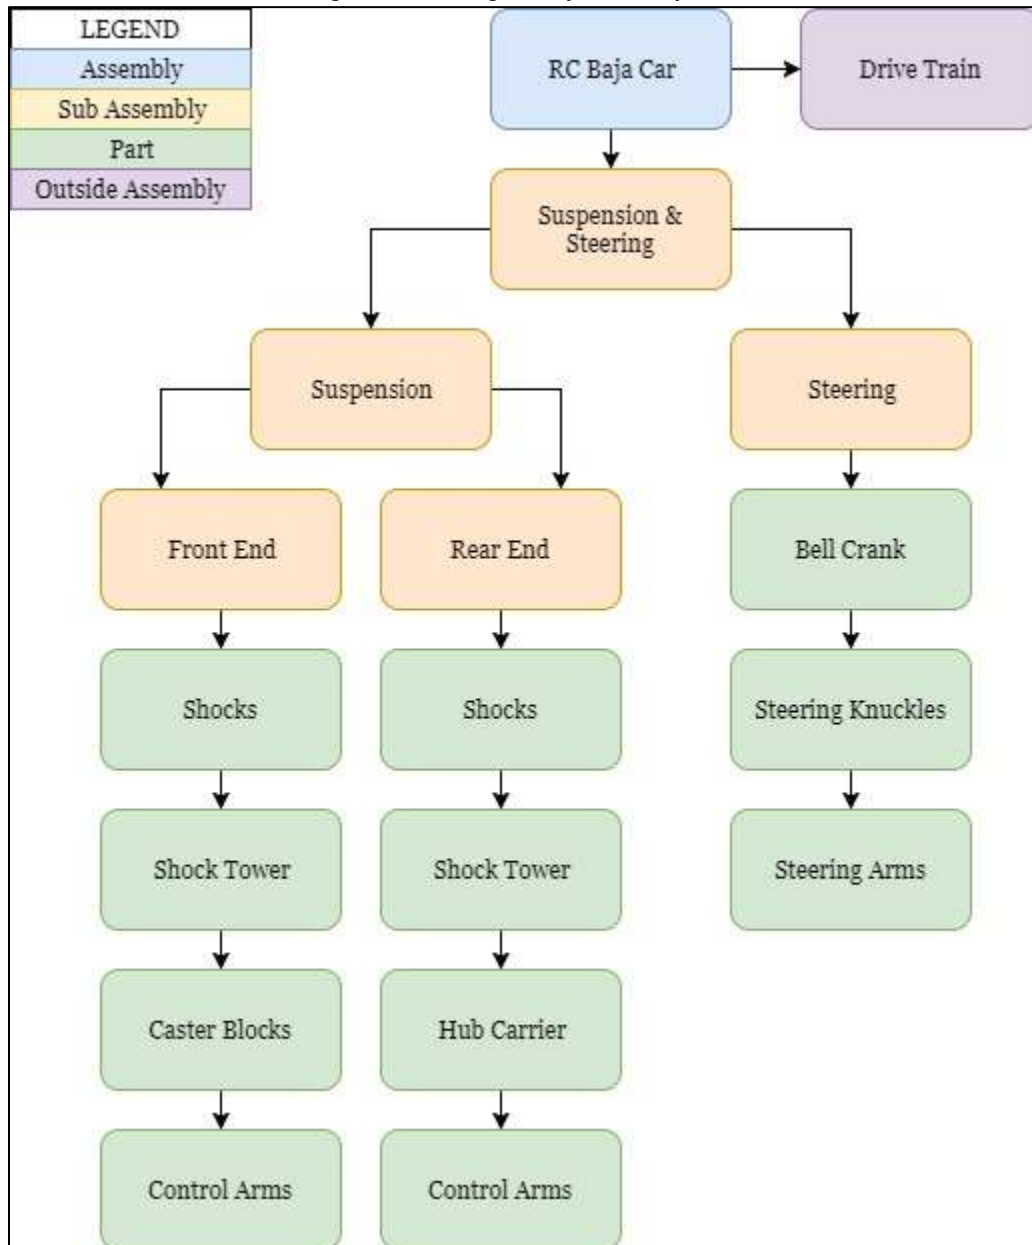 LEGEND
Assembly
Sub Assembly
Part
Outside Assembly
RC Baja Car
Drive Train
Suspension &
Steering
Suspension
Steering
Front End
Rear End
Bell Crank
Shocks
Shocks
Steering Knuckles
Shock Tower
Shock Tower
Steering Arms
Caster Blocks
Hub Carrier
Control Arms
Control Arms